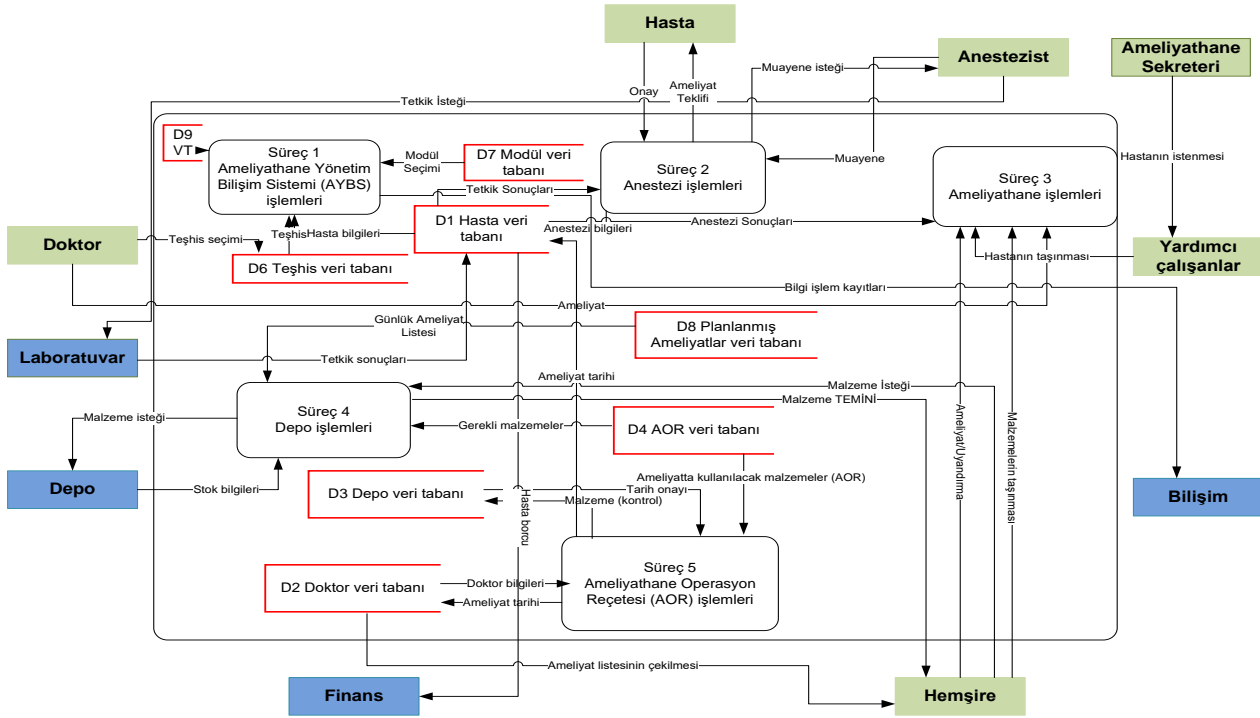 Hasta
Anestezist
Ameliyathane
Sekreteri
Muayene isteği
Onay
Ameliyat
Teklifi
Tetkik İsteği
D9
VT
Süreç 1
Ameliyathane Yönetim
Bilişim Sistemi (AYBS)
işlemleri
Modül
Seçimi
D7 Modül veri
tabanı
Süreç 2
Anestezi işlemleri
Muayene
Süreç 3
Ameliyathane işlemleri
Hastanın istenmesi
Tetkik Sonuçları
D1 Hasta veri
tabanı
Anestezi Sonuçları
Anestezi bilgileri
Doktor
Teşhis seçimi
Teşhis
Hasta bilgileri
D6 Teşhis veri tabanı
Yardımcı
çalışanlar
Hastanın taşınması
Bilgi işlem kayıtları
Ameliyat
Günlük Ameliyat
Listesi
D8 Planlanmış
Ameliyatlar veri tabanı
Laboratuvar
Tetkik sonuçları
Ameliyat tarihi
Malzeme İsteği
Süreç 4
Depo işlemleri
Malzeme TEMİNİ
Malzeme isteği
Gerekli malzemeler
D4 AOR veri tabanı
Ameliyat/Uyandırma
Malzemelerin taşınması
Depo
Stok bilgileri
D3 Depo veri tabanı
Ameliyatta kullanılacak malzemeler (AOR)
Tarih onayı
Malzeme (kontrol)
Hasta borcu
Bilişim
Süreç 5
Ameliyathane Operasyon
Reçetesi (AOR) işlemleri
D2 Doktor veri tabanı
Doktor bilgileri
Ameliyat tarihi
Ameliyat listesinin çekilmesi
Finans
Hemşire